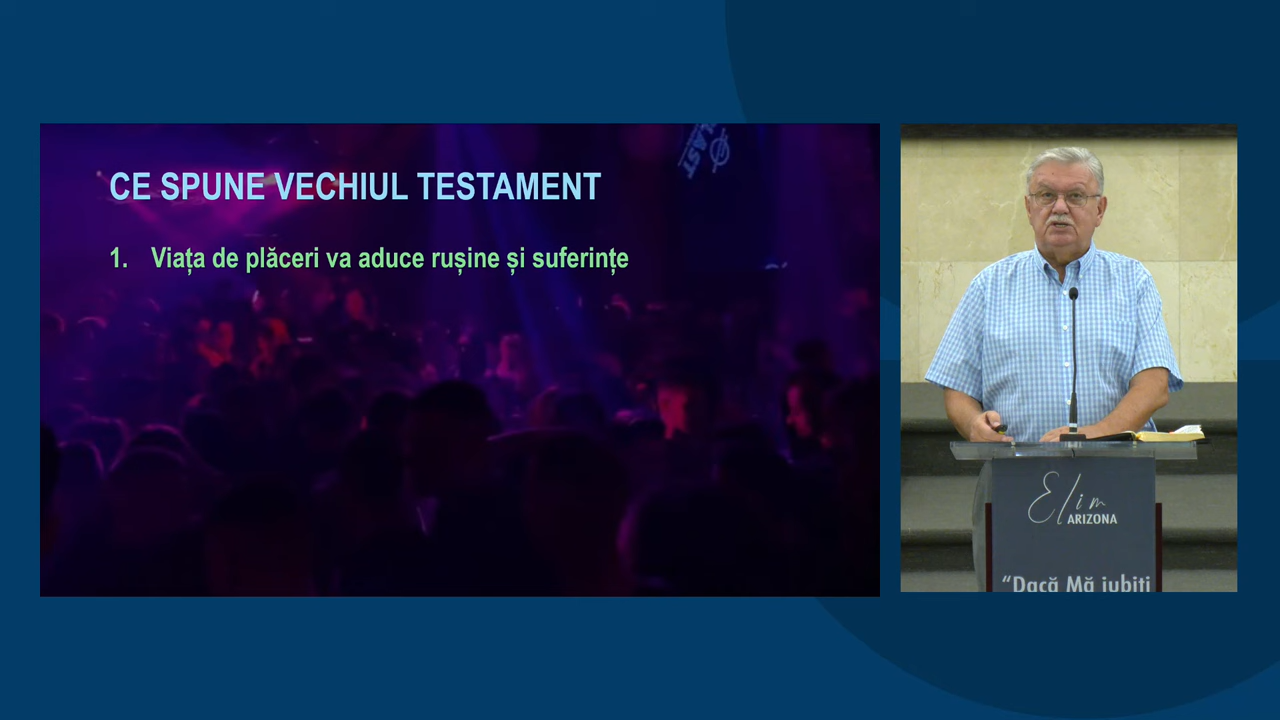 CE SPUNE VECHIUL TESTAMENT
1. Viața de plăceri va aduce rușine și suferințe
Elim
ARIZONA
“Dacă Mă iubiți